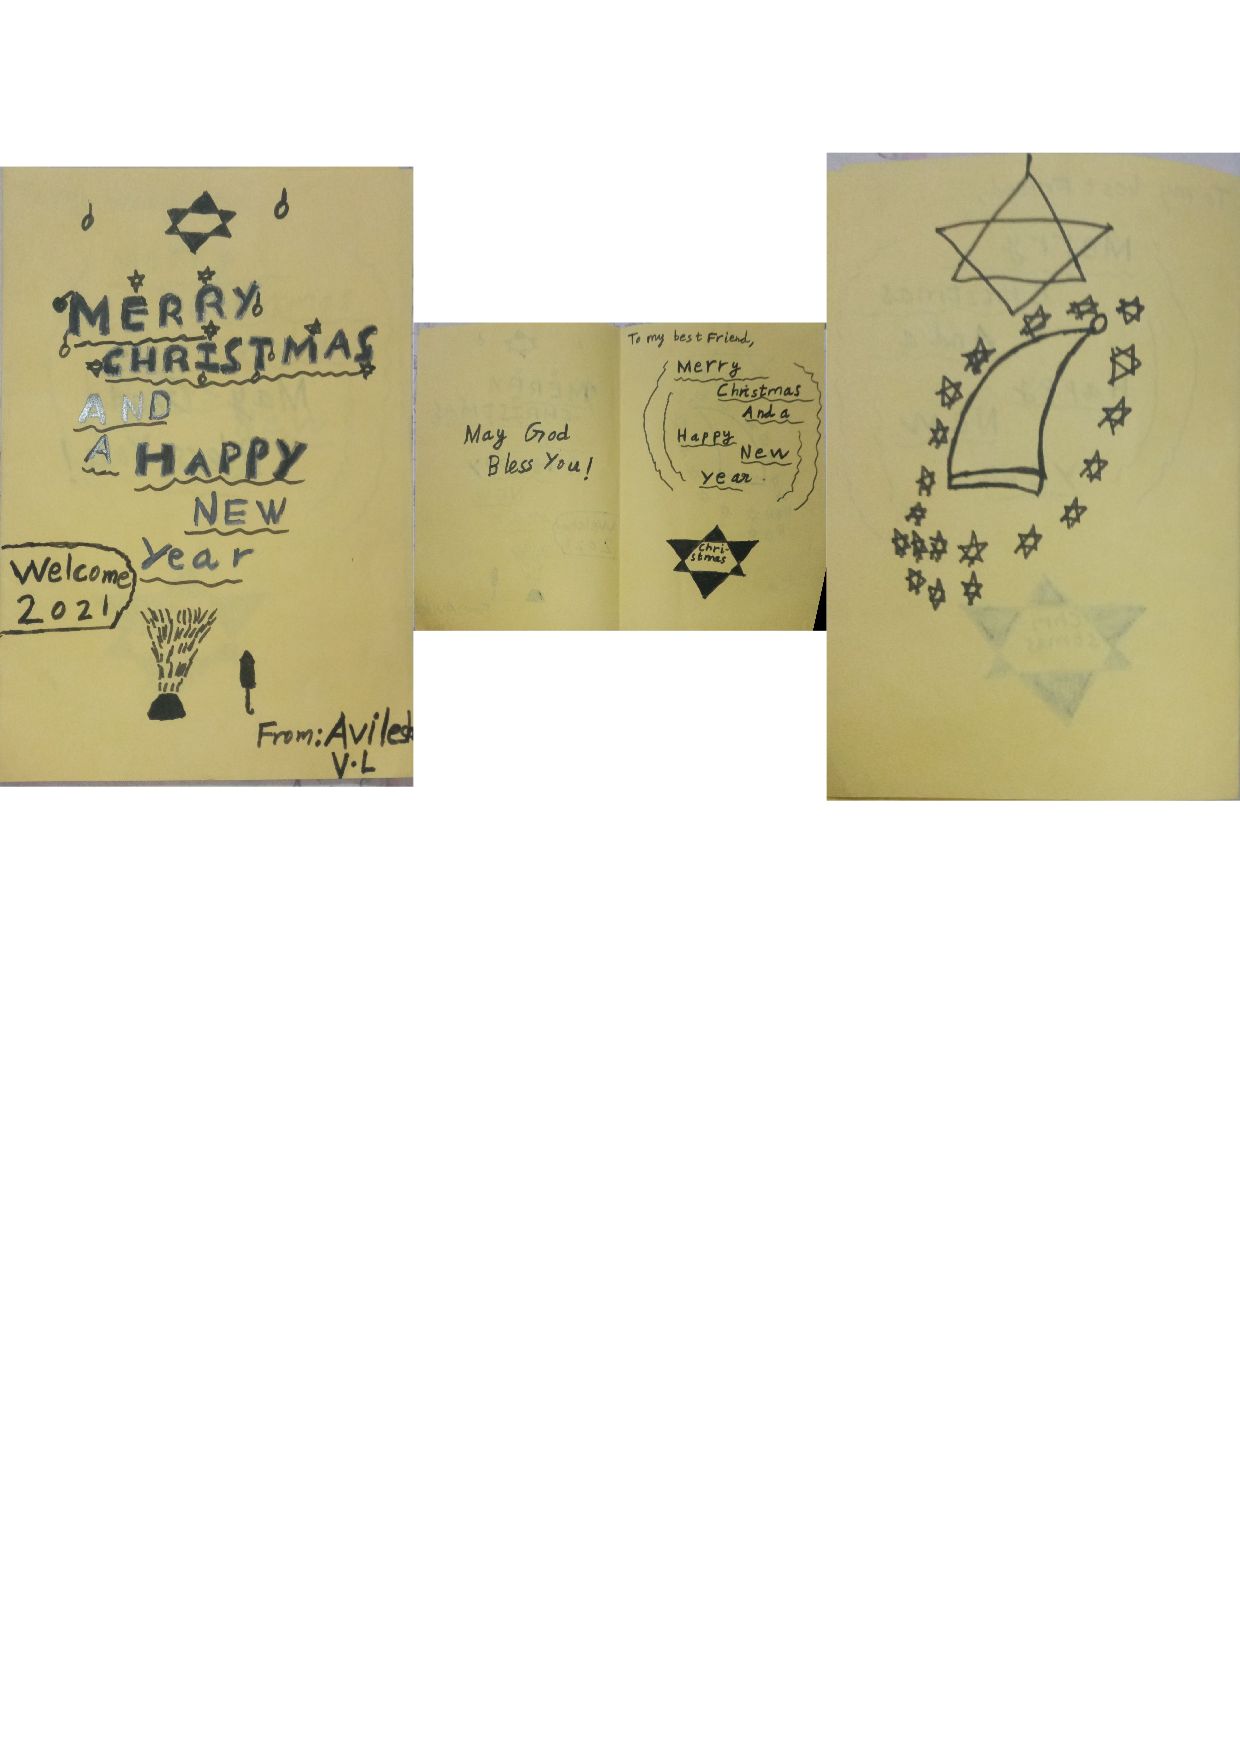 MERRY
CHRISTMAS
AND
A HAPPY
NEW
Year
Welcome
2021
From:
V.L
May God
Bless You!
To my best Friend,
Merry
Christmas
And a
Happy
New
Year.
Chri-
stmas